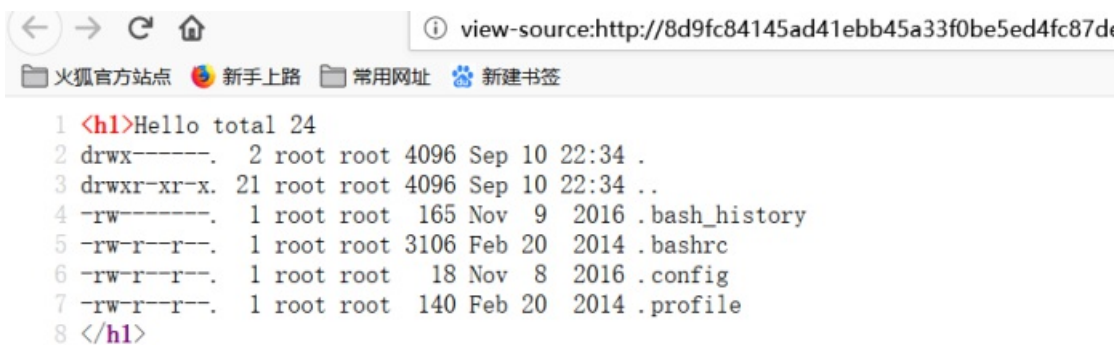 view-source:http://8d9fc84145ad41ebb45a33f0be5ed4fc87de
火狐官方站点 新手上路 常用网址 新建书签
1 <h1>Hello total 24
2 drwx------.  2 root root 4096 Sep 10 22:34 .
3 drwxr-xr-x. 21 root root 4096 Sep 10 22:34 ..
4 -rw-------.  1 root root  165 Nov  9  2016 .bash_history
5 -rw-r--r--.  1 root root 3106 Feb 20  2014 .bashrc
6 -rw-r--r--.  1 root root   18 Nov  8  2016 .config
7 -rw-r--r--.  1 root root  140 Feb 20  2014 .profile
8 </h1>